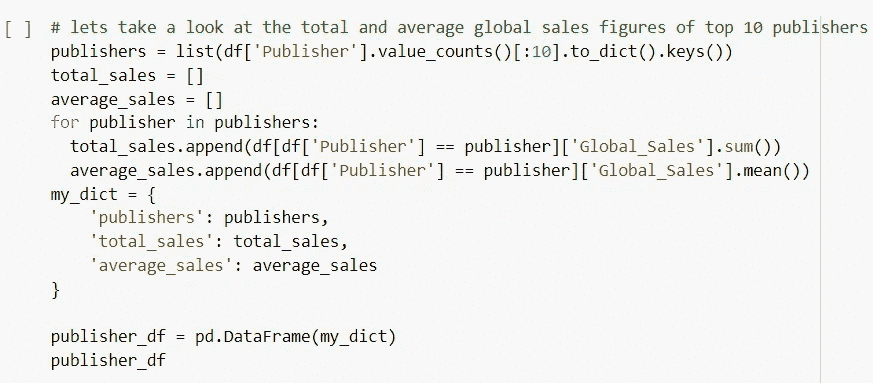 [ ] # lets take a look at the total and average global sales figures of top 10 publishers
publishers = list(df['Publisher'].value_counts()[:10].to_dict().keys())
total_sales = []
average_sales = []
for publisher in publishers:
  total_sales.append(df[df['Publisher'] == publisher]['Global_Sales'].sum())
  average_sales.append(df[df['Publisher'] == publisher]['Global_Sales'].mean())
my_dict = {
    'publishers': publishers,
    'total_sales': total_sales,
    'average_sales': average_sales
}
publisher_df = pd.DataFrame(my_dict)
publisher_df